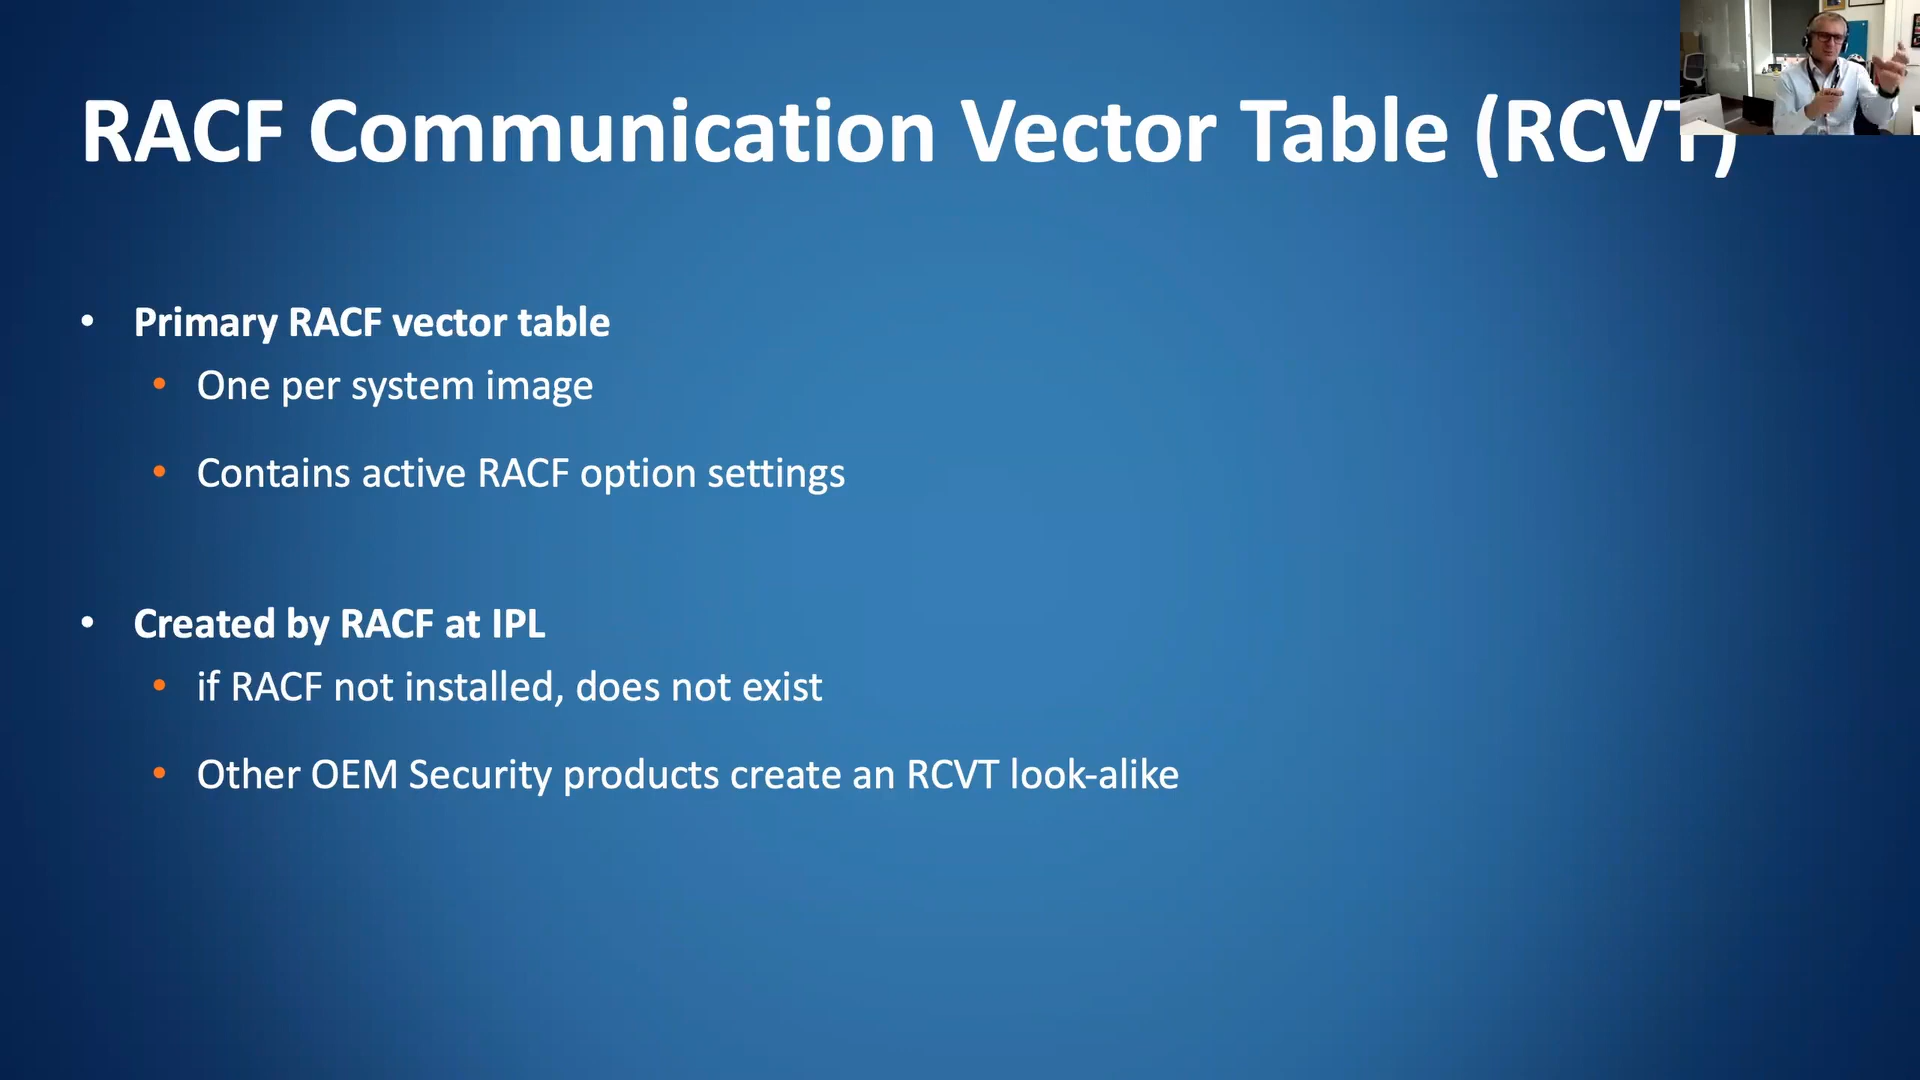 RACF Communication Vector Table (RCVT)
• Primary RACF vector table
• One per system image
• Contains active RACF option settings
• Created by RACF at IPL
• if RACF not installed, does not exist
• Other OEM Security products create an RCVT look-alike